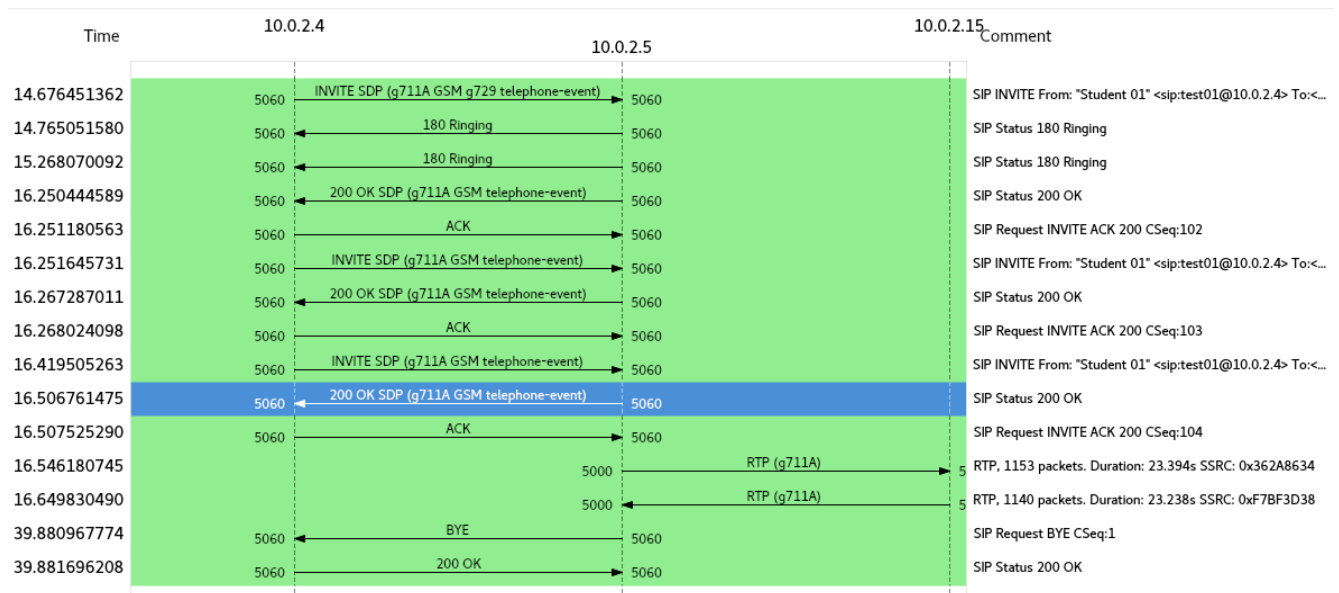 Time 10.0.2.4 10.0.2.5 10.0.2.15 Comment
14.676451362 5060 INVITE SDP (g711A GSM g729 telephone-event) 5060 SIP INVITE From: "Student 01" <sip:test01@10.0.2.4> To:<...
14.765051580 5060 180 Ringing 5060 SIP Status 180 Ringing
15.268070092 5060 180 Ringing 5060 SIP Status 180 Ringing
16.250444589 5060 200 OK SDP (g711A GSM telephone-event) 5060 SIP Status 200 OK
16.251180563 5060 ACK 5060 SIP Request INVITE ACK 200 CSeq:102
16.251645731 5060 INVITE SDP (g711A GSM telephone-event) 5060 SIP INVITE From: "Student 01" <sip:test01@10.0.2.4> To:<...
16.267287011 5060 200 OK SDP (g711A GSM telephone-event) 5060 SIP Status 200 OK
16.268024098 5060 ACK 5060 SIP Request INVITE ACK 200 CSeq:103
16.419505263 5060 INVITE SDP (g711A GSM telephone-event) 5060 SIP INVITE From: "Student 01" <sip:test01@10.0.2.4> To:<...
16.506761475 5060 200 OK SDP (g711A GSM telephone-event) 5060 SIP Status 200 OK
16.507525290 5060 ACK 5060 SIP Request INVITE ACK 200 CSeq:104
16.546180745 5000 RTP (g711A) 5 RTP, 1153 packets. Duration: 23.394s SSRC: 0x362A8634
16.649830490 5000 RTP (g711A) 5 RTP, 1140 packets. Duration: 23.238s SSRC: 0xF7BF3D38
39.880967774 5060 BYE 5060 SIP Request BYE CSeq:1
39.881696208 5060 200 OK 5060 SIP Status 200 OK